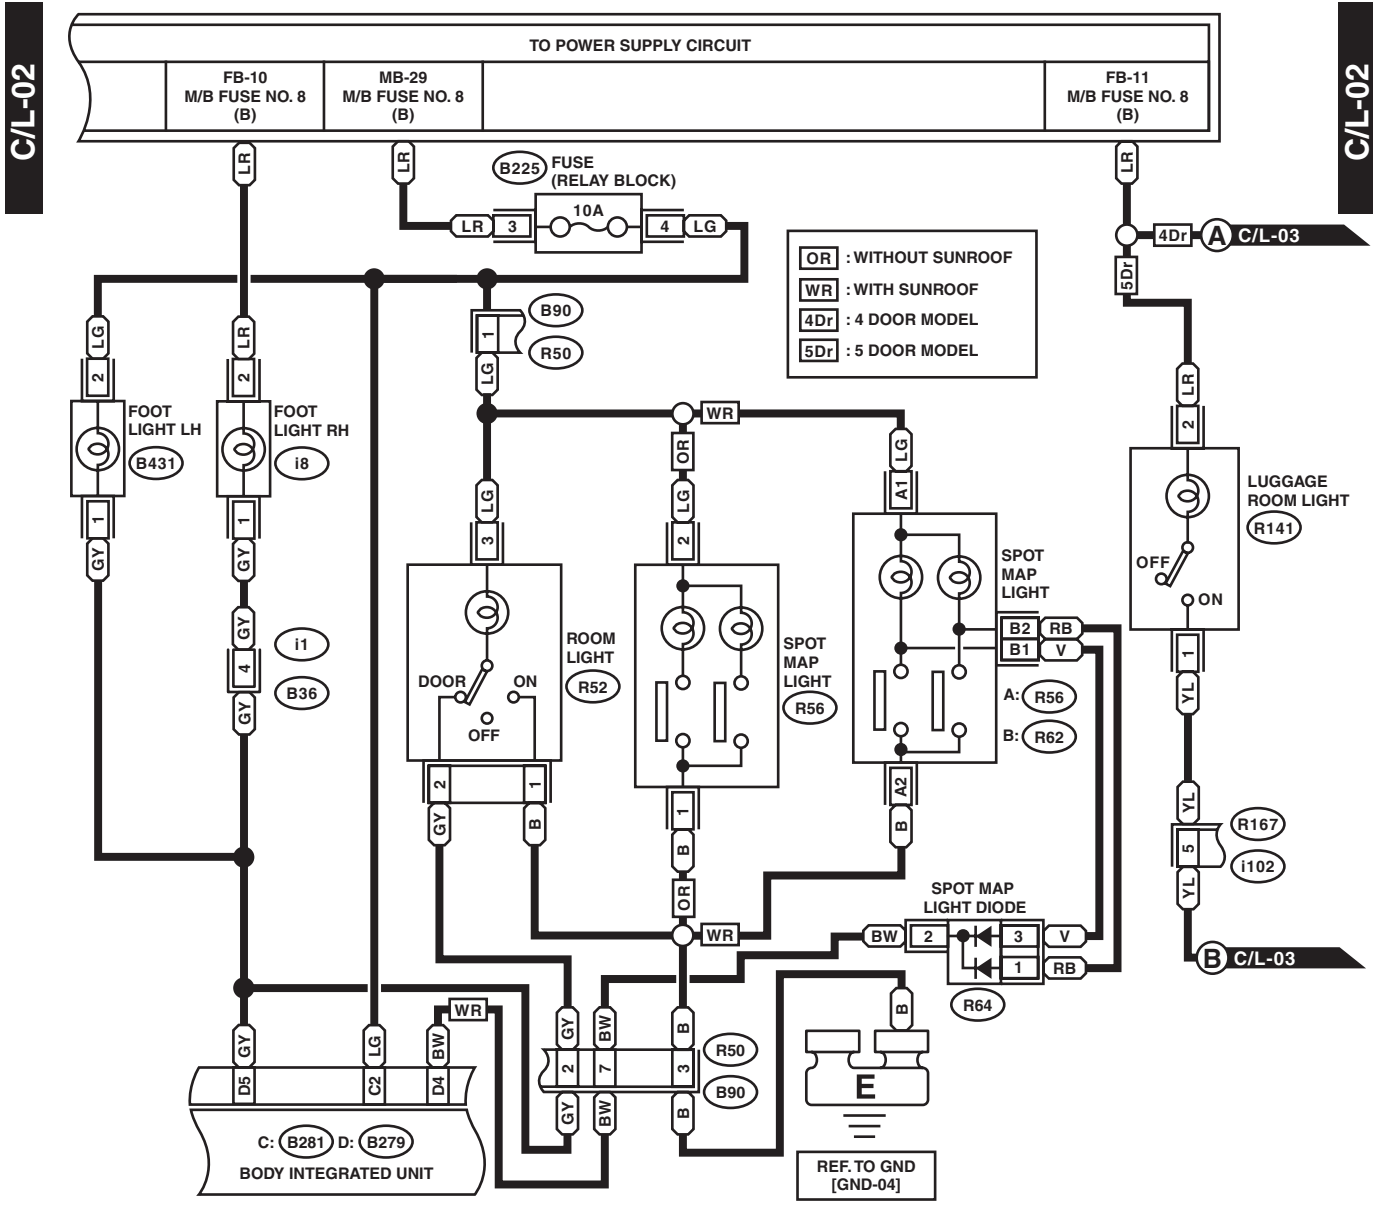 C/L-02
C/L-02
TO POWER SUPPLY CIRCUIT
FB-10
M/B FUSE NO. 8
(B)
MB-29
M/B FUSE NO. 8
(B)
FB-11
M/B FUSE NO. 8
(B)
LR
LR
LR
B225
FUSE
(RELAY BLOCK)
LR
3
10A
4
LG
4Dr
A
C/L-03
5Dr
OR
: WITHOUT SUNROOF
WR
: WITH SUNROOF
4Dr
: 4 DOOR MODEL
5Dr
: 5 DOOR MODEL
LG
LR
2
2
FOOT
LIGHT LH
B431
FOOT
LIGHT RH
i8
1
1
GY
GY
GY
4
GY
i1
B36
B90
1
R50
LG
WR
OR
LG
LG
LG
A1
LR
2
3
2
LUGGAGE
ROOM LIGHT
R141
OFF
ON
1
YL
YL
5
YL
R167
i102
B
C/L-03
SPOT
MAP
LIGHT
B2
RB
B1
V
A:
R56
B:
R62
ROOM
LIGHT
R52
DOOR
ON
OFF
SPOT
MAP
LIGHT
R56
2
1
GY
B
1
B
OR
WR
A2
B
SPOT MAP
LIGHT DIODE
BW
2
3
V
1
RB
R64
WR
GY
BW
B
2
7
3
R50
B90
GY
BW
B
B
E
REF. TO GND
[GND-04]
GY
LG
BW
D5
C2
D4
C:
B281
D:
B279
BODY INTEGRATED UNIT